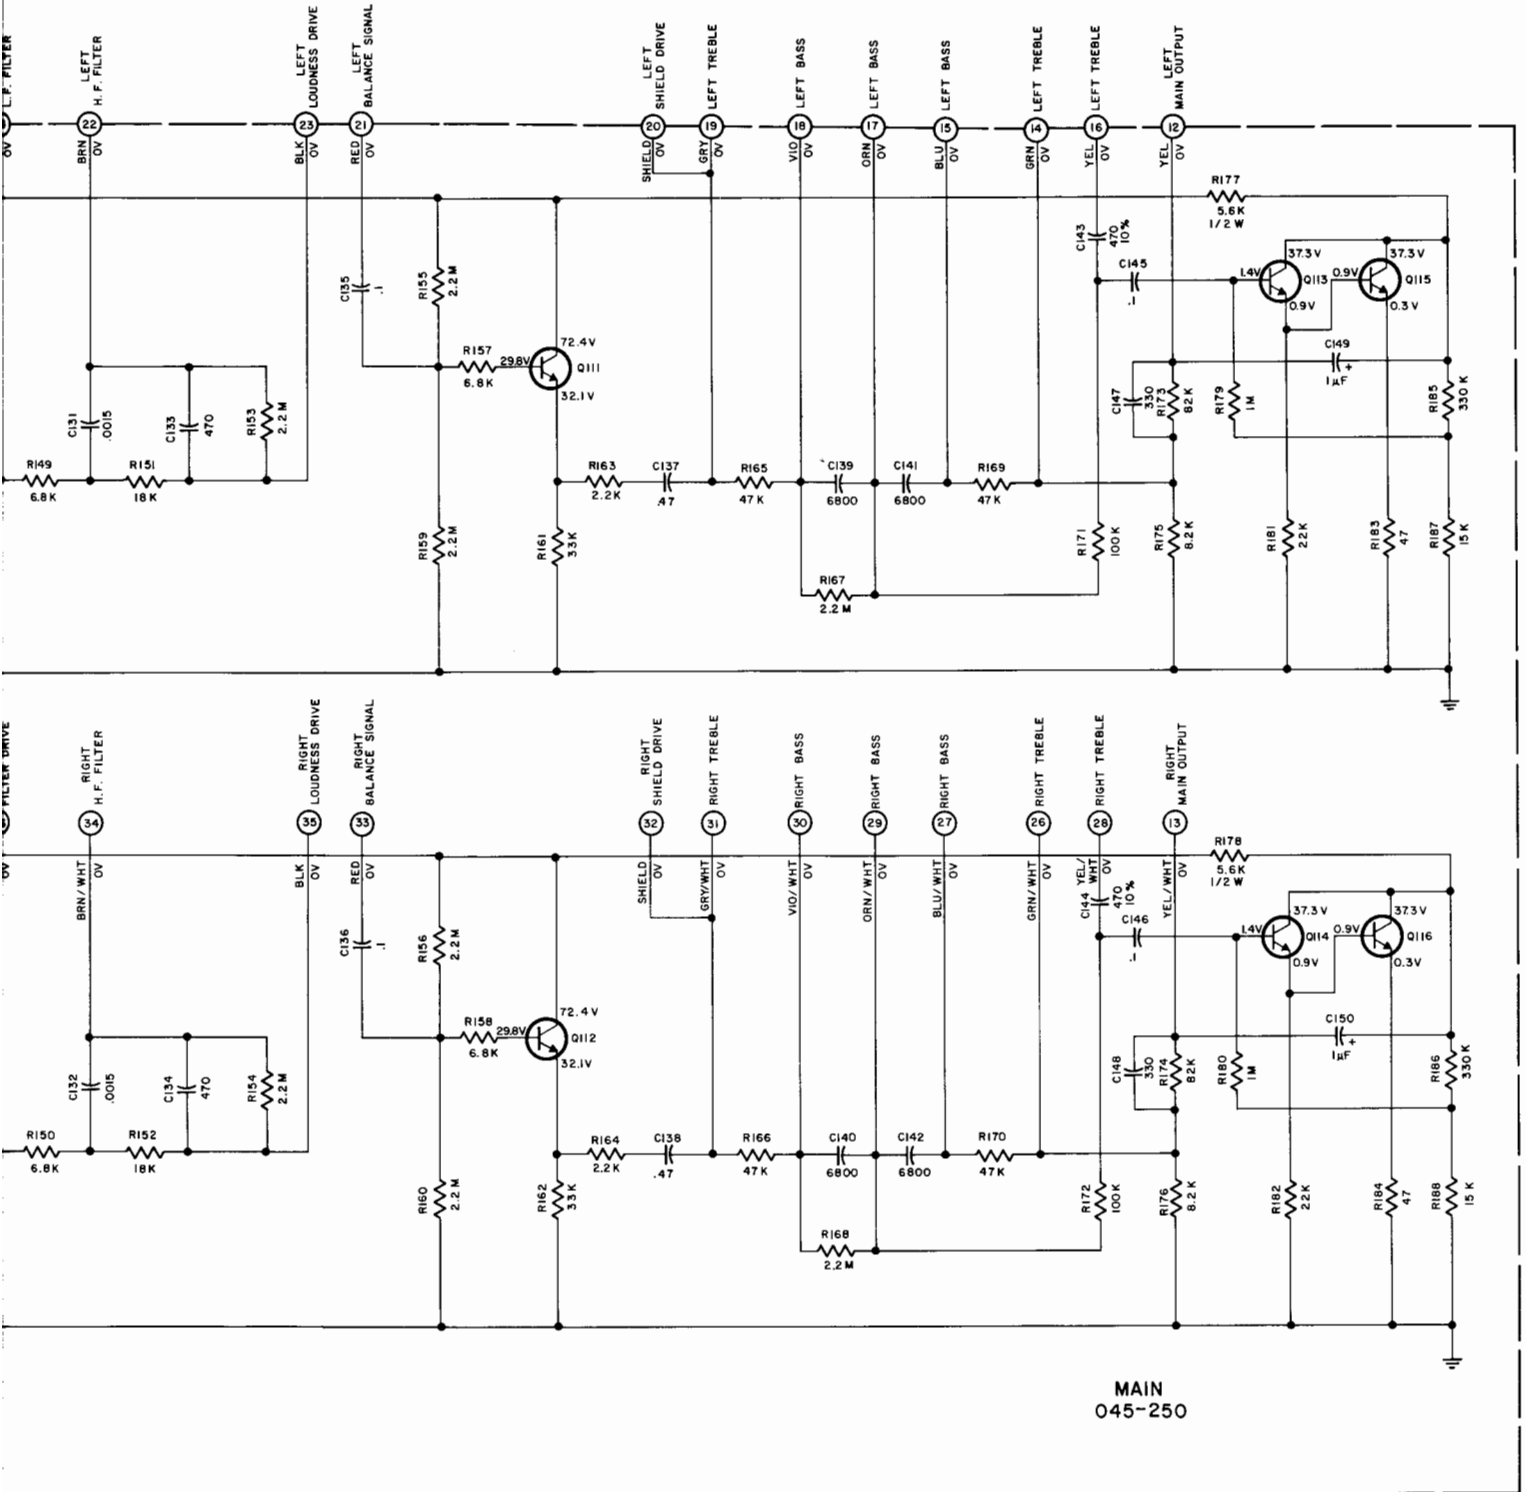 L.F. FILTER
0V
LEFT
H.F. FILTER
22
BRN
0V
LEFT
LOUDNESS DRIVE
23
BLK
0V
LEFT
BALANCE SIGNAL
21
RED
0V
LEFT
SHIELD DRIVE
20
SHIELD
0V
LEFT TREBLE
19
GRY
0V
LEFT BASS
18
VIO
0V
LEFT BASS
17
ORN
0V
LEFT BASS
15
BLU
0V
LEFT TREBLE
14
GRN
0V
LEFT TREBLE
16
YEL
0V
LEFT
MAIN OUTPUT
12
YEL
0V
R177
5.6K
1/2 W
C143
470
10%
C145
.1
1.4V
37.3V
Q113
0.9V
0.9V
37.3V
Q115
0.3V
C135
.1
R155
2.2M
R157
6.8K
29.8V
72.4V
Q111
32.1V
C149
1µF
+
C131
.0015
C133
470
R153
2.2M
C147
330
R173
82K
R179
1M
R185
330K
R149
6.8K
R151
18K
R163
2.2K
C137
.47
R165
47K
C139
6800
C141
6800
R169
47K
R159
2.2M
R161
33K
R167
2.2M
R171
100K
R175
8.2K
R181
22K
R183
47
R187
15K
FILTER DRIVE
0V
RIGHT
H.F. FILTER
34
BRN/WHT
0V
RIGHT
LOUDNESS DRIVE
35
BLK
0V
RIGHT
BALANCE SIGNAL
33
RED
0V
RIGHT
SHIELD DRIVE
32
SHIELD
0V
RIGHT TREBLE
31
GRY/WHT
0V
RIGHT BASS
30
VIO/WHT
0V
RIGHT BASS
29
ORN/WHT
0V
RIGHT BASS
27
BLU/WHT
0V
RIGHT TREBLE
26
GRN/WHT
0V
RIGHT TREBLE
28
YEL/
WHT
0V
RIGHT
MAIN OUTPUT
13
YEL/WHT
0V
R178
5.6K
1/2W
C144
470
10%
C146
.1
1.4V
37.3V
Q114
0.9V
0.9V
37.3V
Q116
0.3V
C136
.1
R156
2.2M
R158
6.8K
29.8V
72.4V
Q112
32.1V
C150
1µF
+
C132
.0015
C134
470
R154
2.2M
C148
330
R174
82K
R180
1M
R186
330K
R150
6.8K
R152
18K
R164
2.2K
C138
.47
R166
47K
C140
6800
C142
6800
R170
47K
R160
2.2M
R162
33K
R168
2.2M
R172
100K
R176
8.2K
R182
22K
R184
47
R188
15K
MAIN
045-250